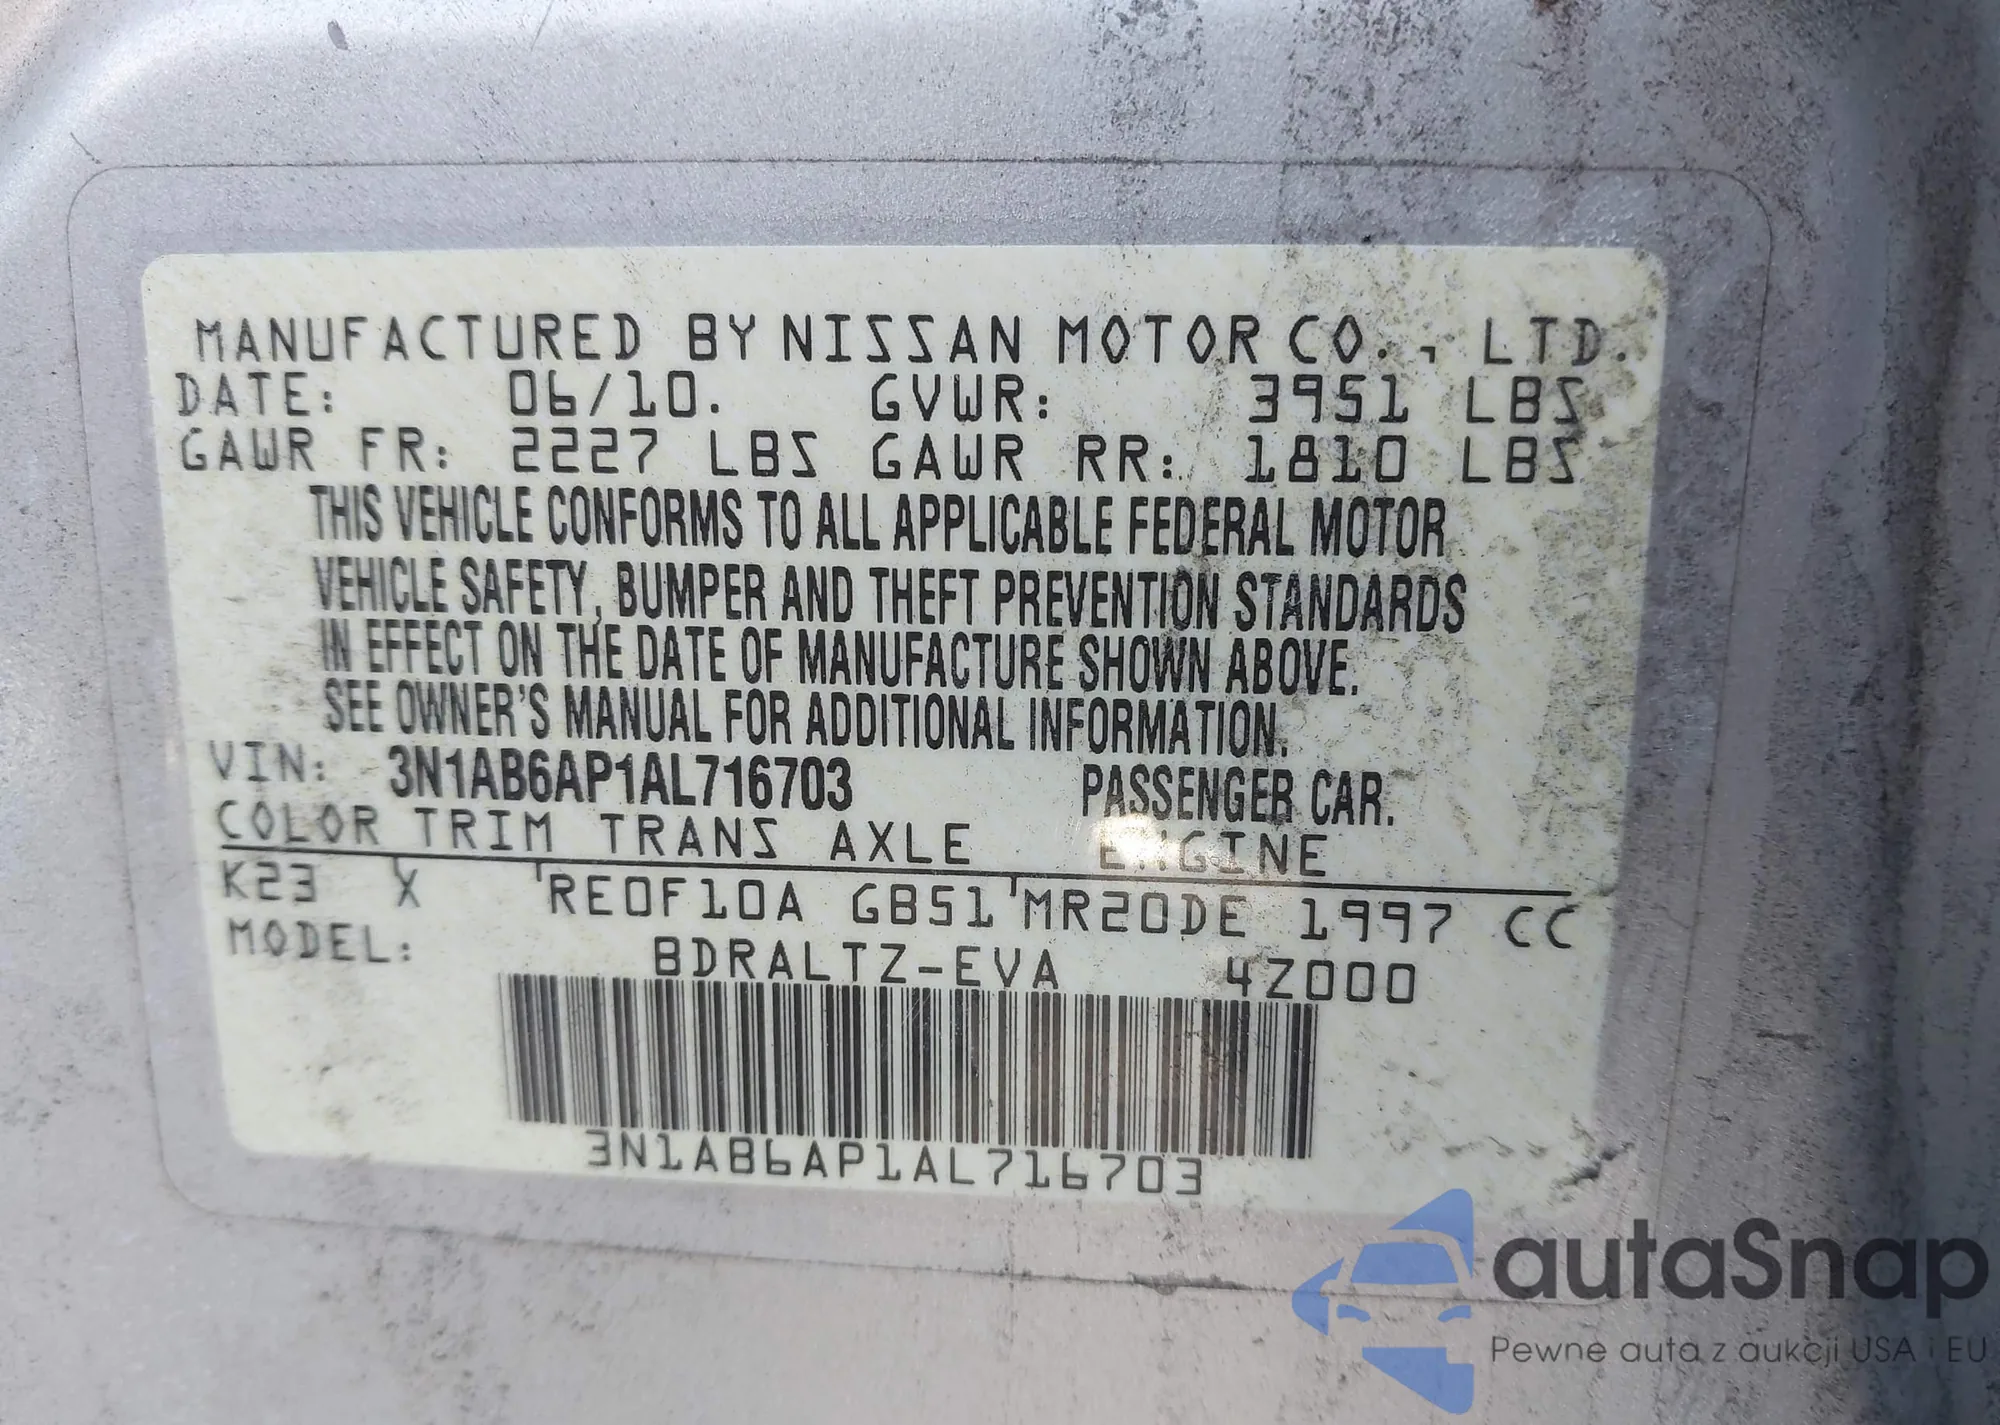 MANUFACTURED BY NISSAN MOTOR CO., LTD.
DATE: 06/10. GVWR: 3951 LBS
GAWR FR: 2227 LBS GAWR RR: 1810 LBS
THIS VEHICLE CONFORMS TO ALL APPLICABLE FEDERAL MOTOR
VEHICLE SAFETY, BUMPER AND THEFT PREVENTION STANDARDS
IN EFFECT ON THE DATE OF MANUFACTURE SHOWN ABOVE.
SEE OWNER'S MANUAL FOR ADDITIONAL INFORMATION.
VIN: 3N1AB6AP1AL716703 PASSENGER CAR.
COLOR TRIM TRANS AXLE ENGINE
K23 X RE0F10A GB51 MR20DE 1997 CC
MODEL: BDRALTZ-EVA 4Z000
3N1AB6AP1AL716703
autaSnap
Pewne auta z aukcji USA i EU